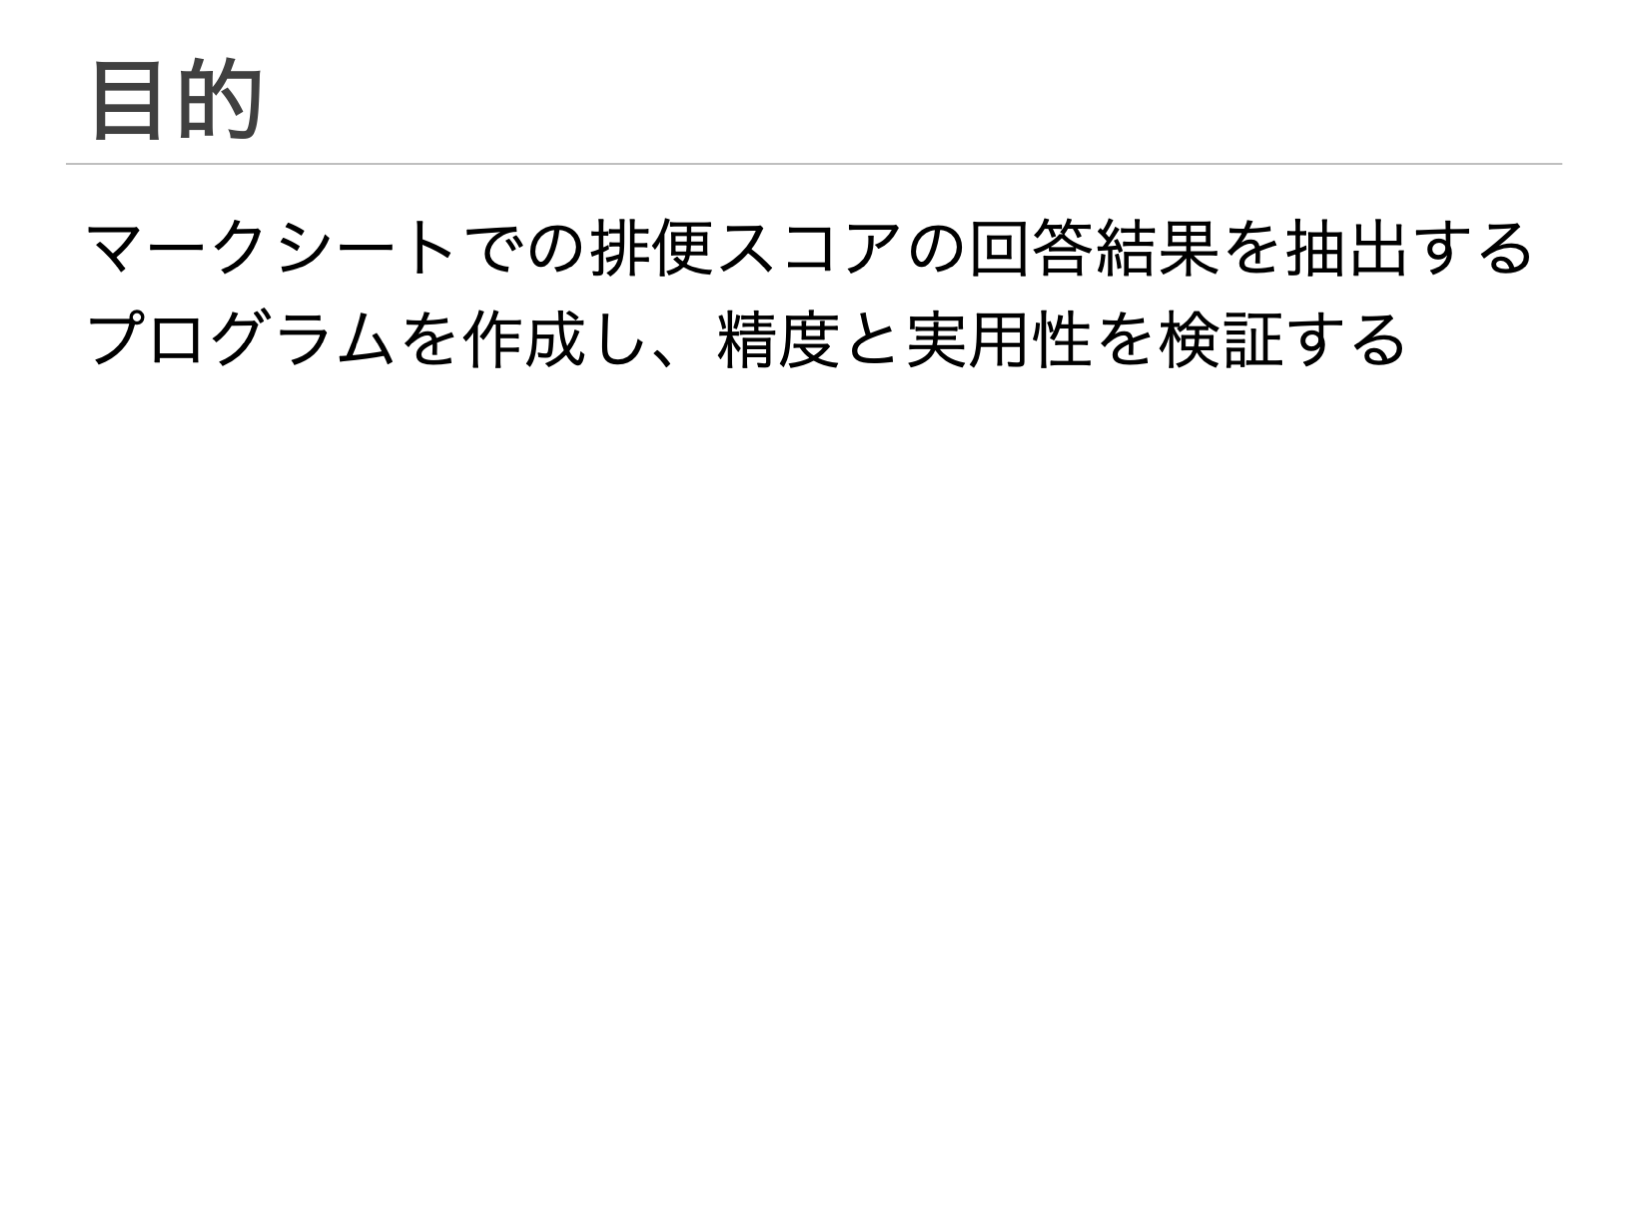 目的
マークシートでの排便スコアの回答結果を抽出する
プログラムを作成し、精度と実用性を検証する